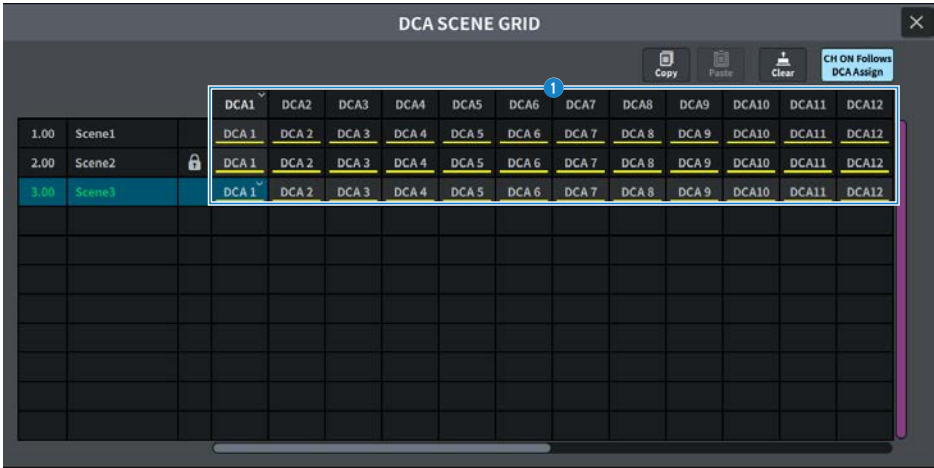 DCA SCENE GRID
Copy Paste Clear CH ON Follows
DCA Assign
1
DCA1 DCA2 DCA3 DCA4 DCA5 DCA6 DCA7 DCA8 DCA9 DCA10 DCA11 DCA12
1.00 Scene1 DCA 1 DCA 2 DCA 3 DCA 4 DCA 5 DCA 6 DCA 7 DCA 8 DCA 9 DCA10 DCA11 DCA12
2.00 Scene2 DCA 1 DCA 2 DCA 3 DCA 4 DCA 5 DCA 6 DCA 7 DCA 8 DCA 9 DCA10 DCA11 DCA12
3.00 Scene3 DCA 1 DCA 2 DCA 3 DCA 4 DCA 5 DCA 6 DCA 7 DCA 8 DCA 9 DCA10 DCA11 DCA12